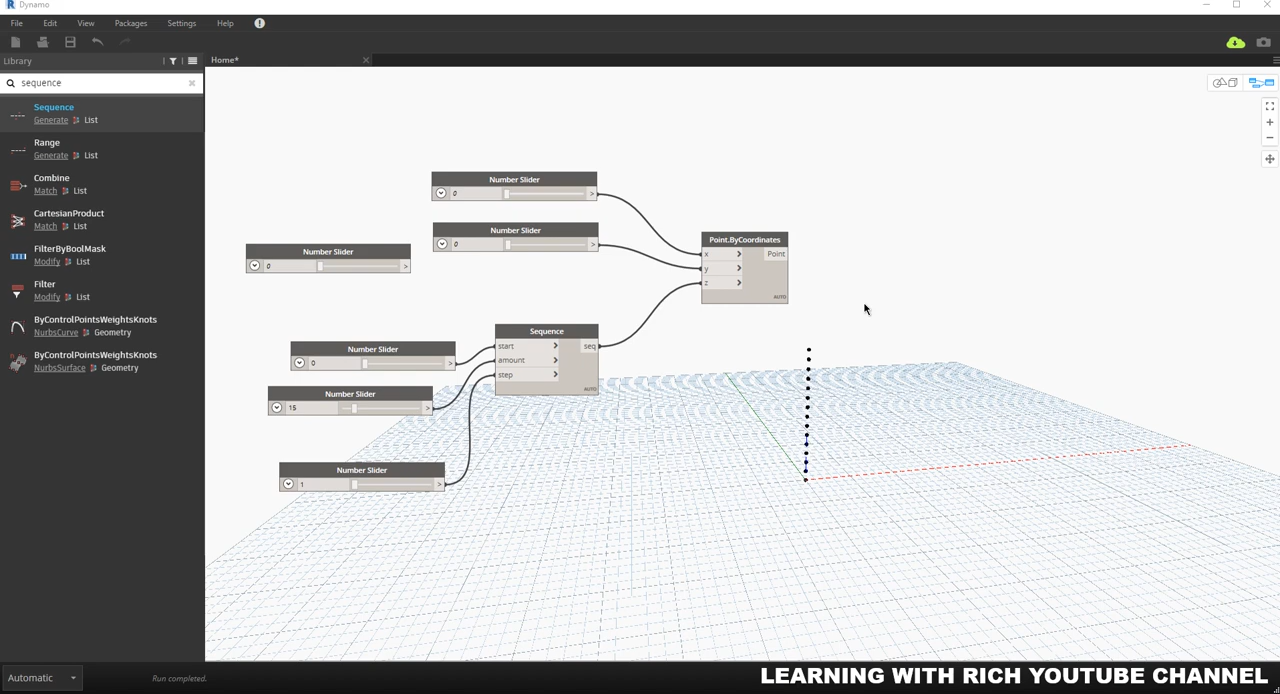 Dynamo
File Edit View Packages Settings Help
Library
Home*
sequence
Sequence
Generate List
Range
Generate List
Combine
Match List
CartesianProduct
Match List
FilterByBoolMask
Modify List
Filter
Modify List
ByControlPointsWeightsKnots
NurbsCurve Geometry
ByControlPointsWeightsKnots
NurbsSurface Geometry
Number Slider
0 >
Number Slider
0 >
Number Slider
0 >
Point.ByCoordinates
x > Point
y >
z >
AUTO
Sequence
start > seq
amount >
step >
AUTO
Number Slider
0 >
Number Slider
15 >
Number Slider
1 >
Automatic
Run completed.
LEARNING WITH RICH YOUTUBE CHANNEL